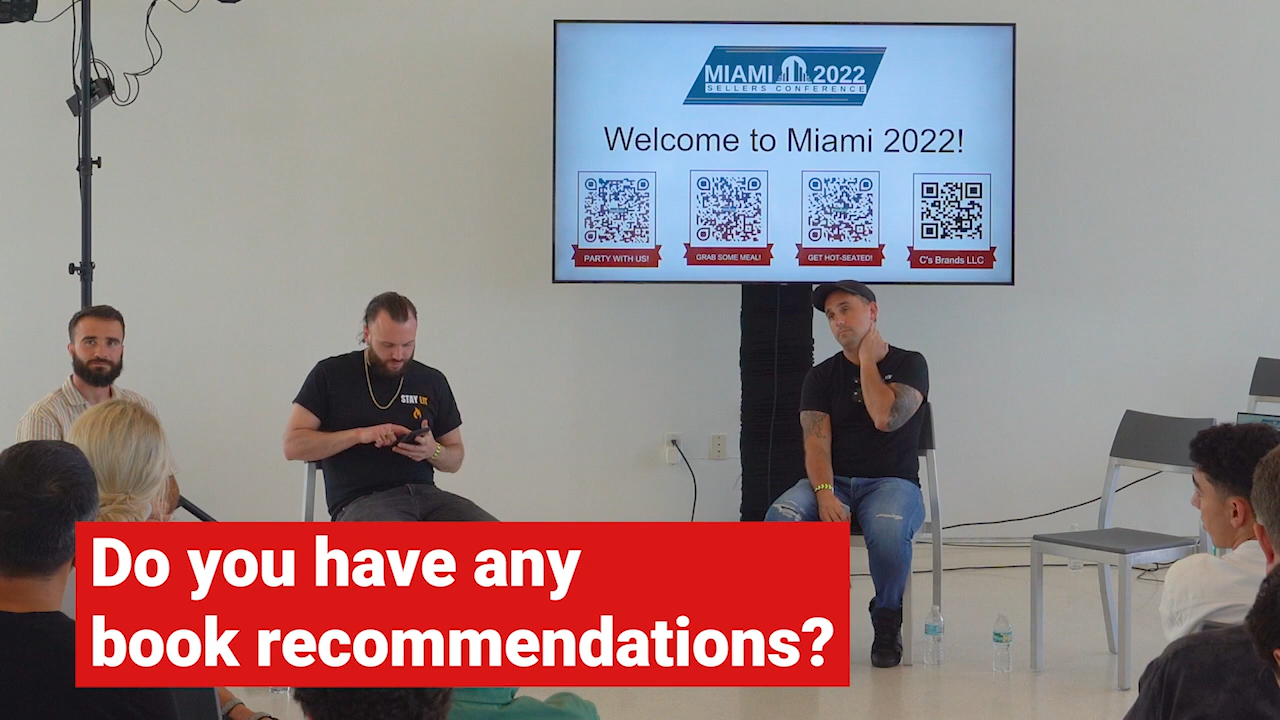 MIAMI 2022
SELLERS CONFERENCE
Welcome to Miami 2022!
PARTY WITH US!
GRAB SOME MEAL!
GET HOT-SEATED!
C's Brands LLC
STAY LIT
Do you have any
book recommendations?